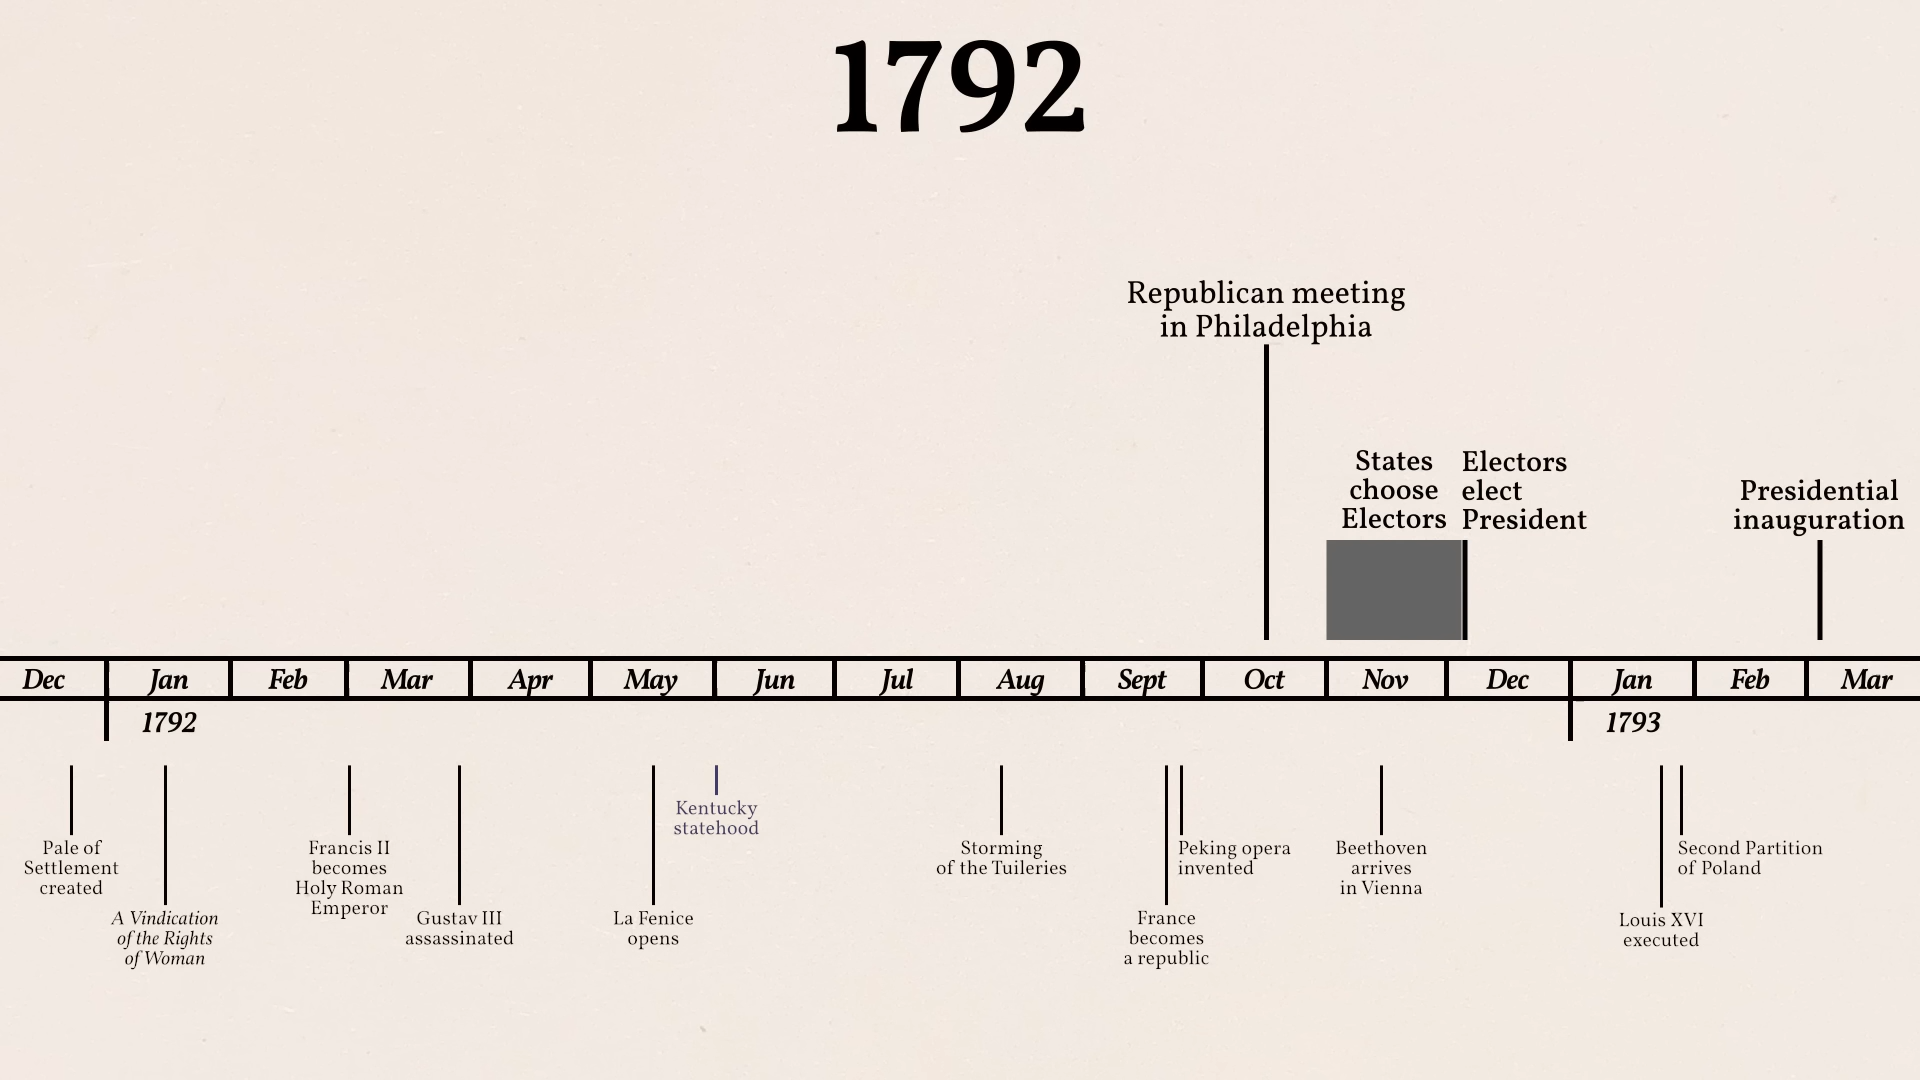 1792
Republican meeting
in Philadelphia
States
choose
Electors
Electors
elect
President
Presidential
inauguration
Dec Jan Feb Mar Apr May Jun Jul Aug Sept Oct Nov Dec Jan Feb Mar
1792 1793
Pale of
Settlement
created
A Vindication
of the Rights
of Woman
Francis II
becomes
Holy Roman
Emperor
Gustav III
assassinated
La Fenice
opens
Kentucky
statehood
Storming
of the Tuileries
France
becomes
a republic
Peking opera
invented
Beethoven
arrives
in Vienna
Louis XVI
executed
Second Partition
of Poland